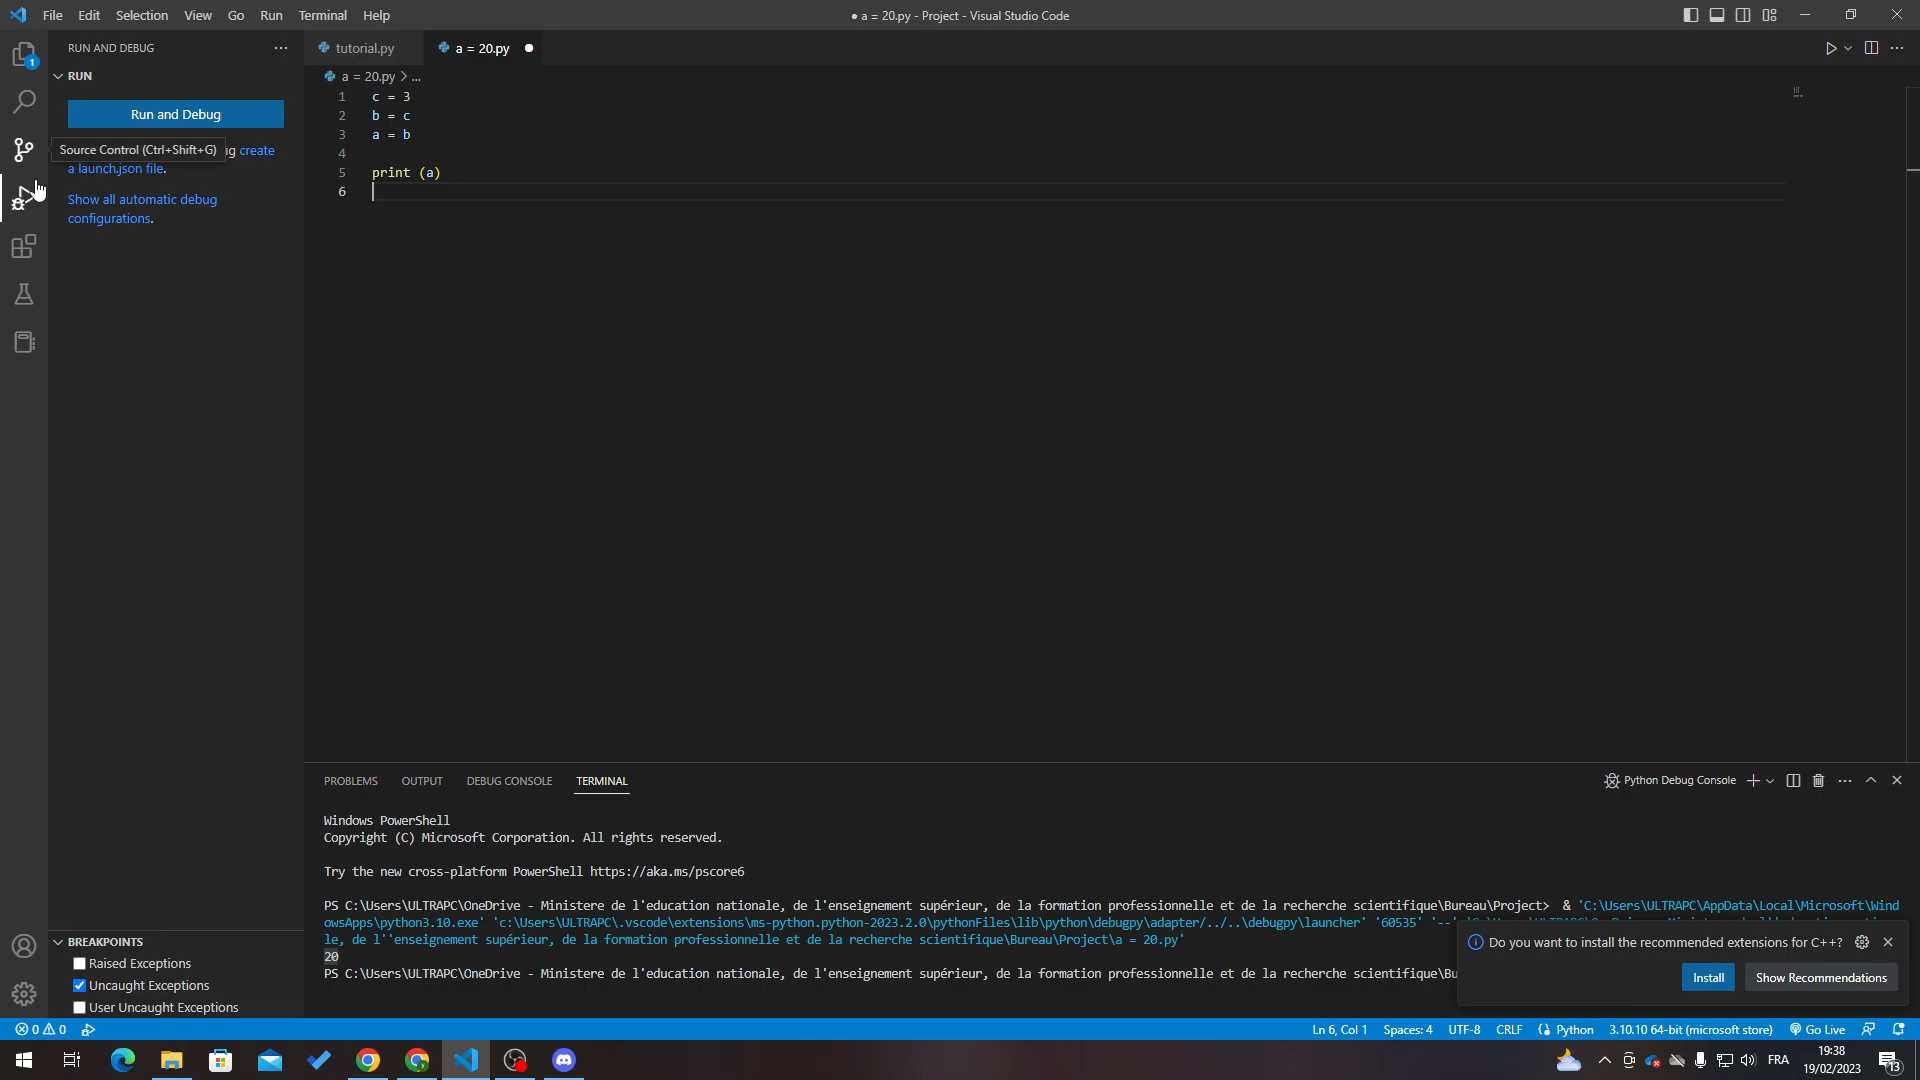 File Edit Selection View Go Run Terminal Help
● a = 20.py - Project - Visual Studio Code
RUN AND DEBUG
RUN
Run and Debug
Source Control (Ctrl+Shift+G)
g create
a launch.json file.
Show all automatic debug
configurations.
1
tutorial.py
a = 20.py
a = 20.py > ...
1 c = 3
2 b = c
3 a = b
4
5 print (a)
6
PROBLEMS OUTPUT DEBUG CONSOLE TERMINAL
Python Debug Console
Windows PowerShell
Copyright (C) Microsoft Corporation. All rights reserved.
Try the new cross-platform PowerShell https://aka.ms/pscore6
PS C:\Users\ULTRAPC\OneDrive - Ministere de l'education nationale, de l'enseignement supérieur, de la formation professionnelle et de la recherche scientifique\Bureau\Project> & 'C:\Users\ULTRAPC\AppData\Local\Microsoft\Wind
owsApps\python3.10.exe' 'c:\Users\ULTRAPC\.vscode\extensions\ms-python.python-2023.2.0\pythonFiles\lib\python\debugpy\adapter/../..\debugpy\launcher' '60535' '--'
le, de l''enseignement supérieur, de la formation professionnelle et de la recherche scientifique\Bureau\Project\a = 20.py'
20
PS C:\Users\ULTRAPC\OneDrive - Ministere de l'education nationale, de l'enseignement supérieur, de la formation professionnelle et de la recherche scientifique\Bu
Do you want to install the recommended extensions for C++?
Install
Show Recommendations
BREAKPOINTS
Raised Exceptions
Uncaught Exceptions
User Uncaught Exceptions
0 0
Ln 6, Col 1 Spaces: 4 UTF-8 CRLF Python 3.10.10 64-bit (microsoft store) Go Live
FRA
19:38
19/02/2023
13